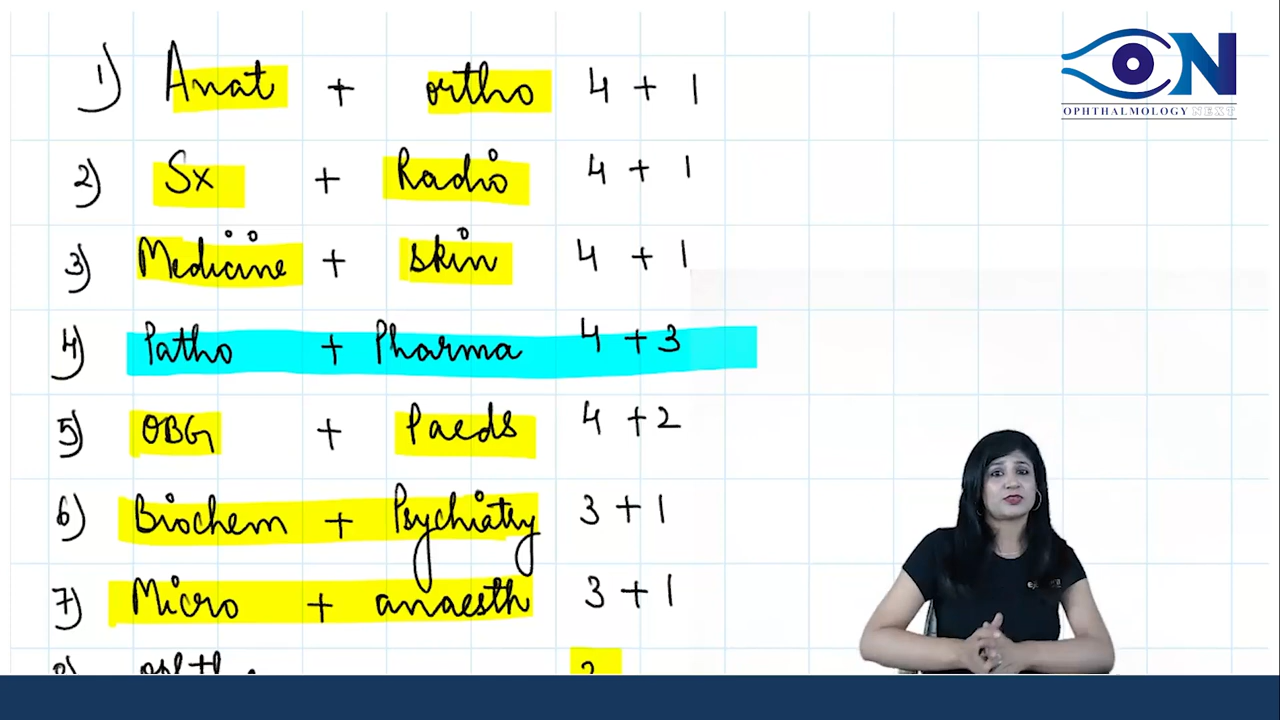 1) Anat + ortho 4 + 1
ON
OPHTHALMOLOGY NEXT
2) Sx + Radio 4 + 1
3) Medicine + skin 4 + 1
4) Patho + Pharma 4 + 3
5) OBG + Paeds 4 + 2
6) Biochem + Psychiatry 3 + 1
7) Micro + anaesth 3 + 1